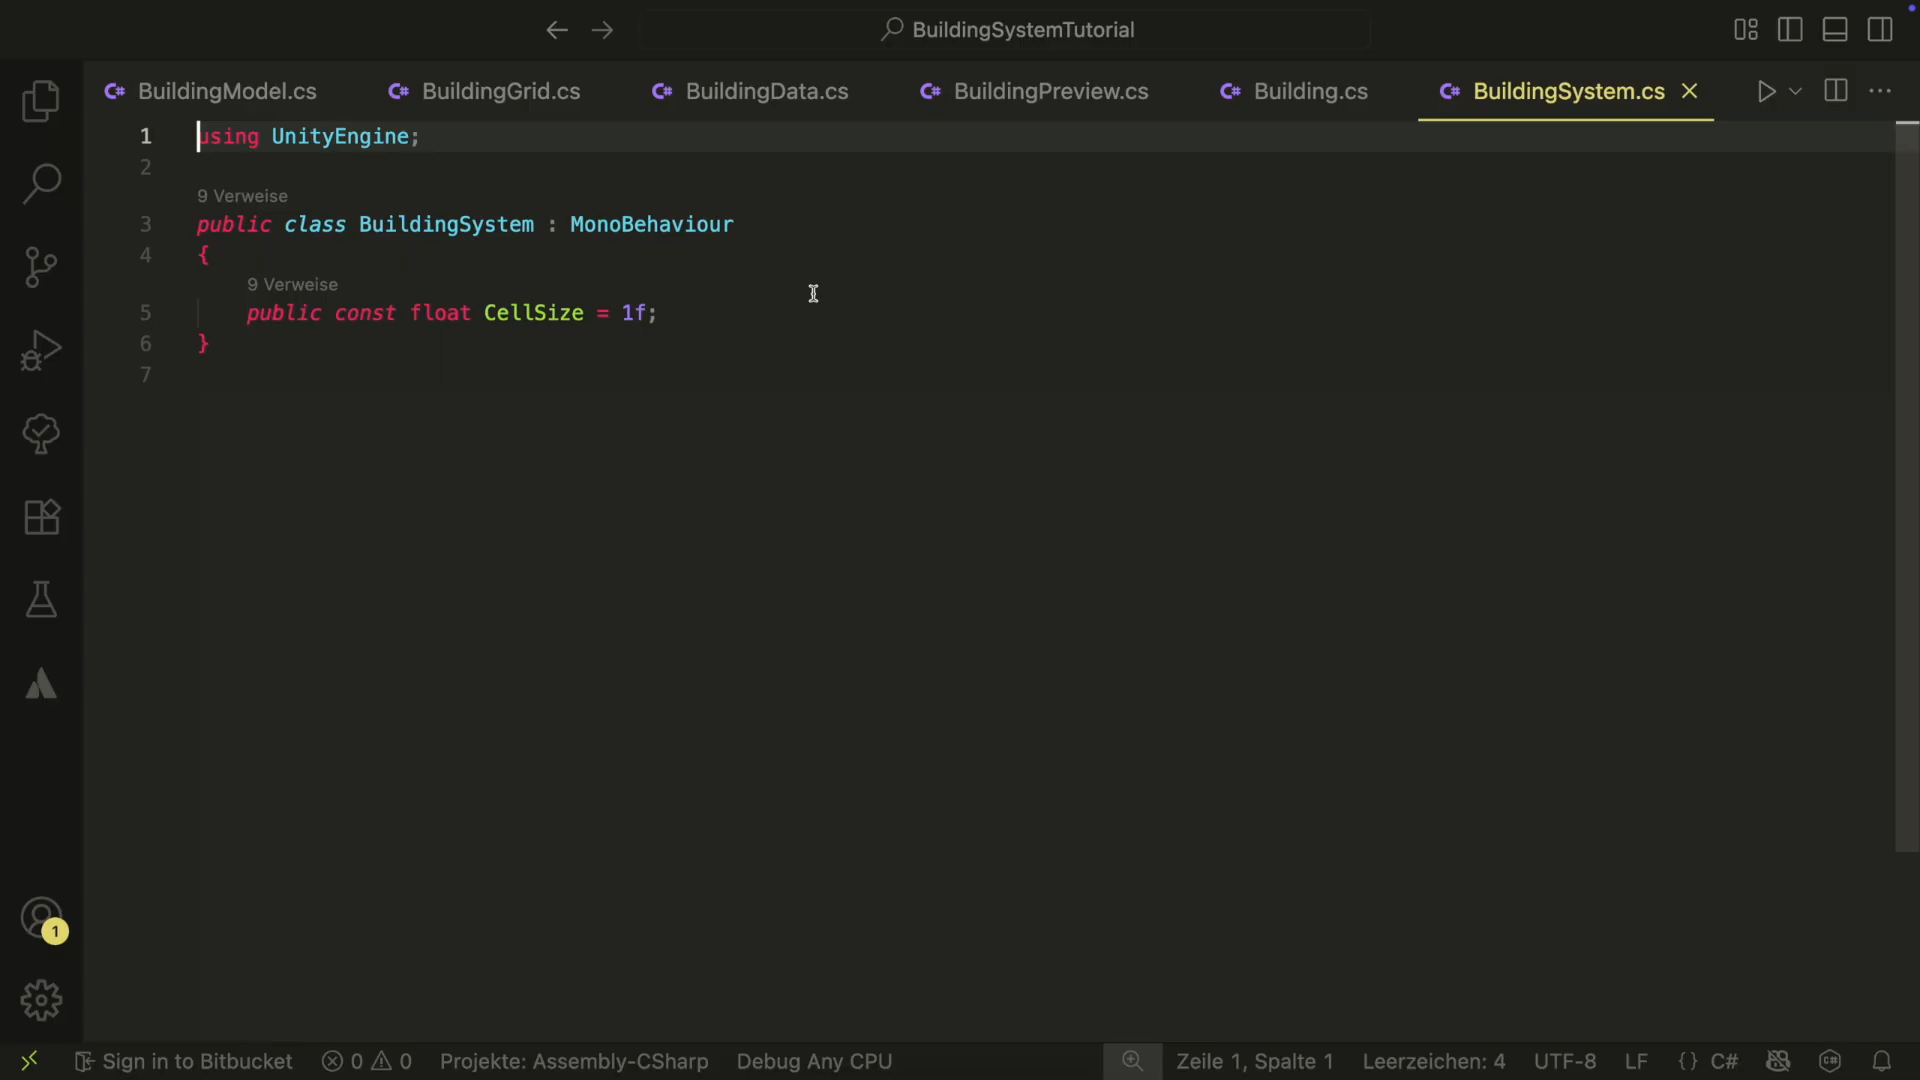 BuildingSystemTutorial
BuildingModel.cs BuildingGrid.cs BuildingData.cs BuildingPreview.cs Building.cs BuildingSystem.cs
1 using UnityEngine;
2
9 Verweise
3 public class BuildingSystem : MonoBehaviour
4 {
9 Verweise
5 public const float CellSize = 1f;
6 }
7
1
Sign in to Bitbucket 0 0 Projekte: Assembly-CSharp Debug Any CPU Zeile 1, Spalte 1 Leerzeichen: 4 UTF-8 LF {} C#